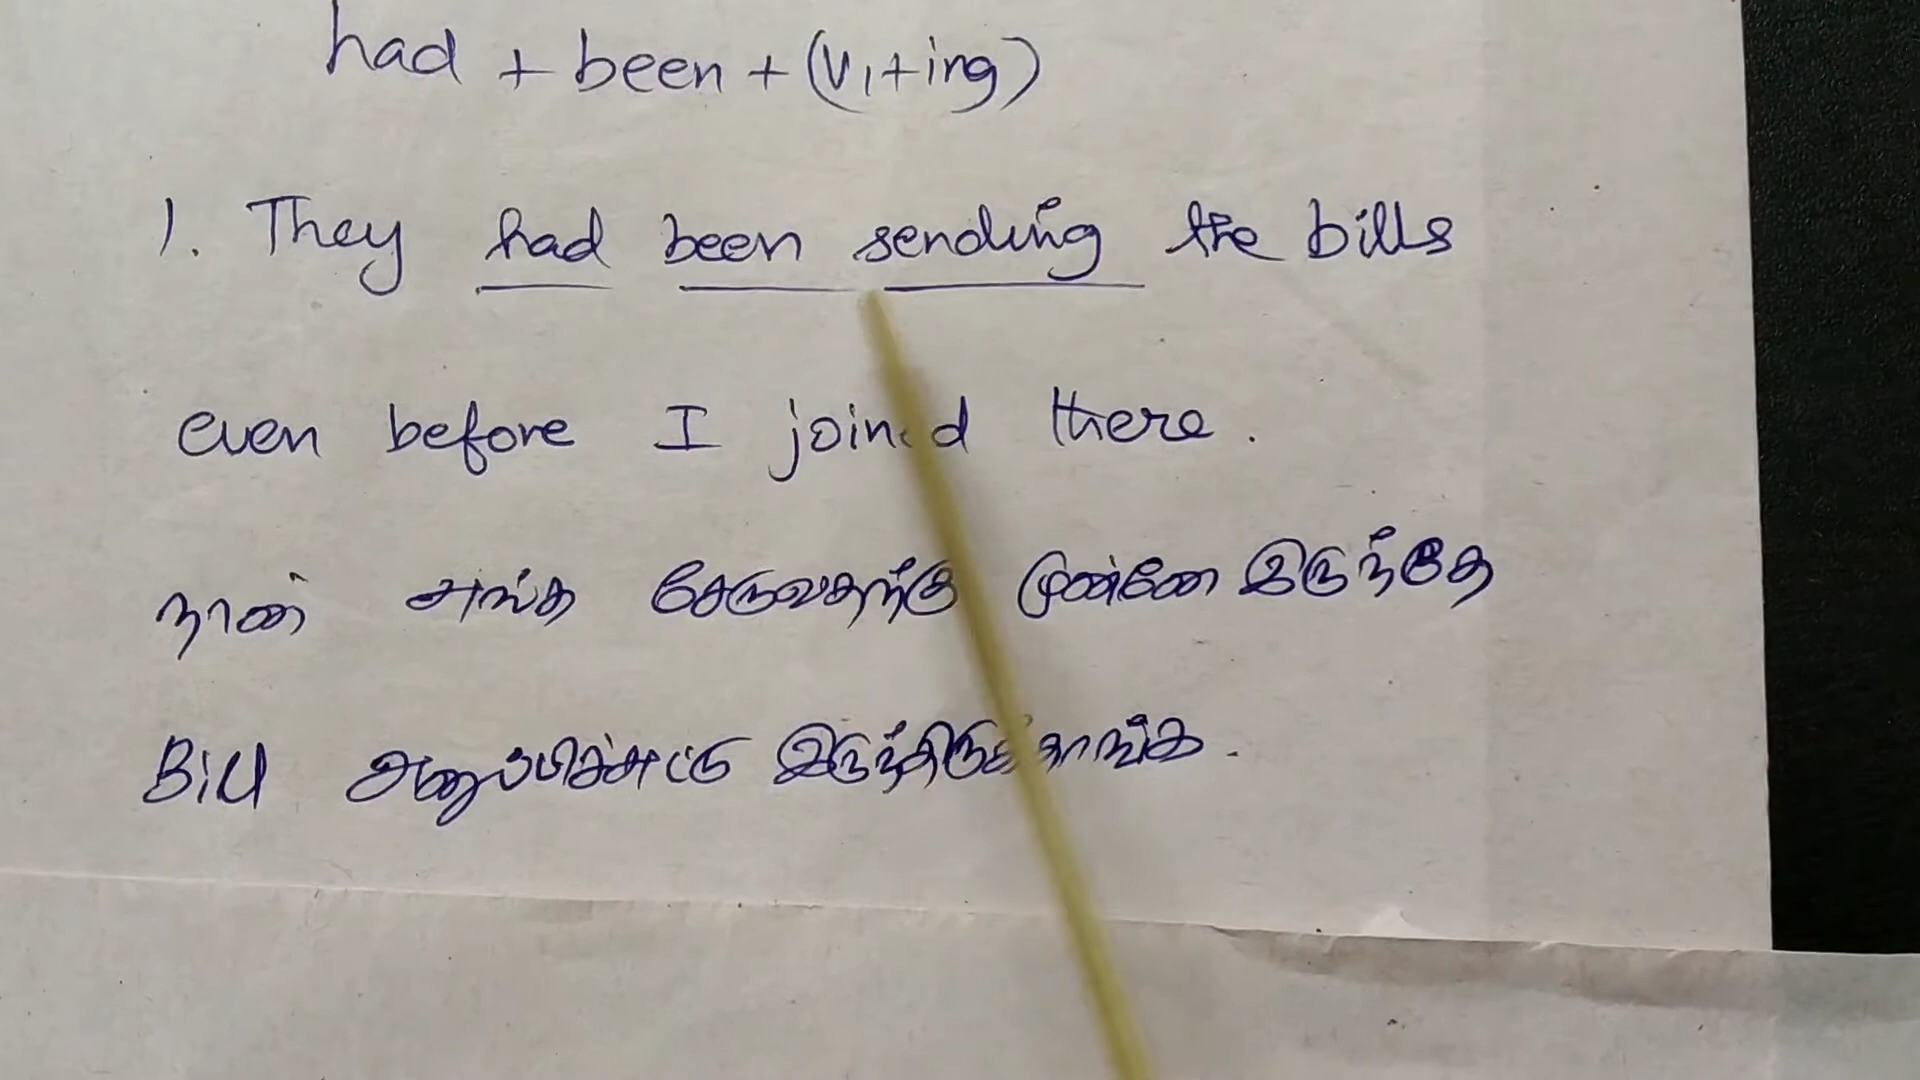 had + been + (V1+ing)
1. They had been sending the bills
even before I joined there.
நான் அங்க சேருவதற்கு முன்னே இருந்தே
Bill அனுப்பிச்சுட்டு இருந்திருக்காங்க.